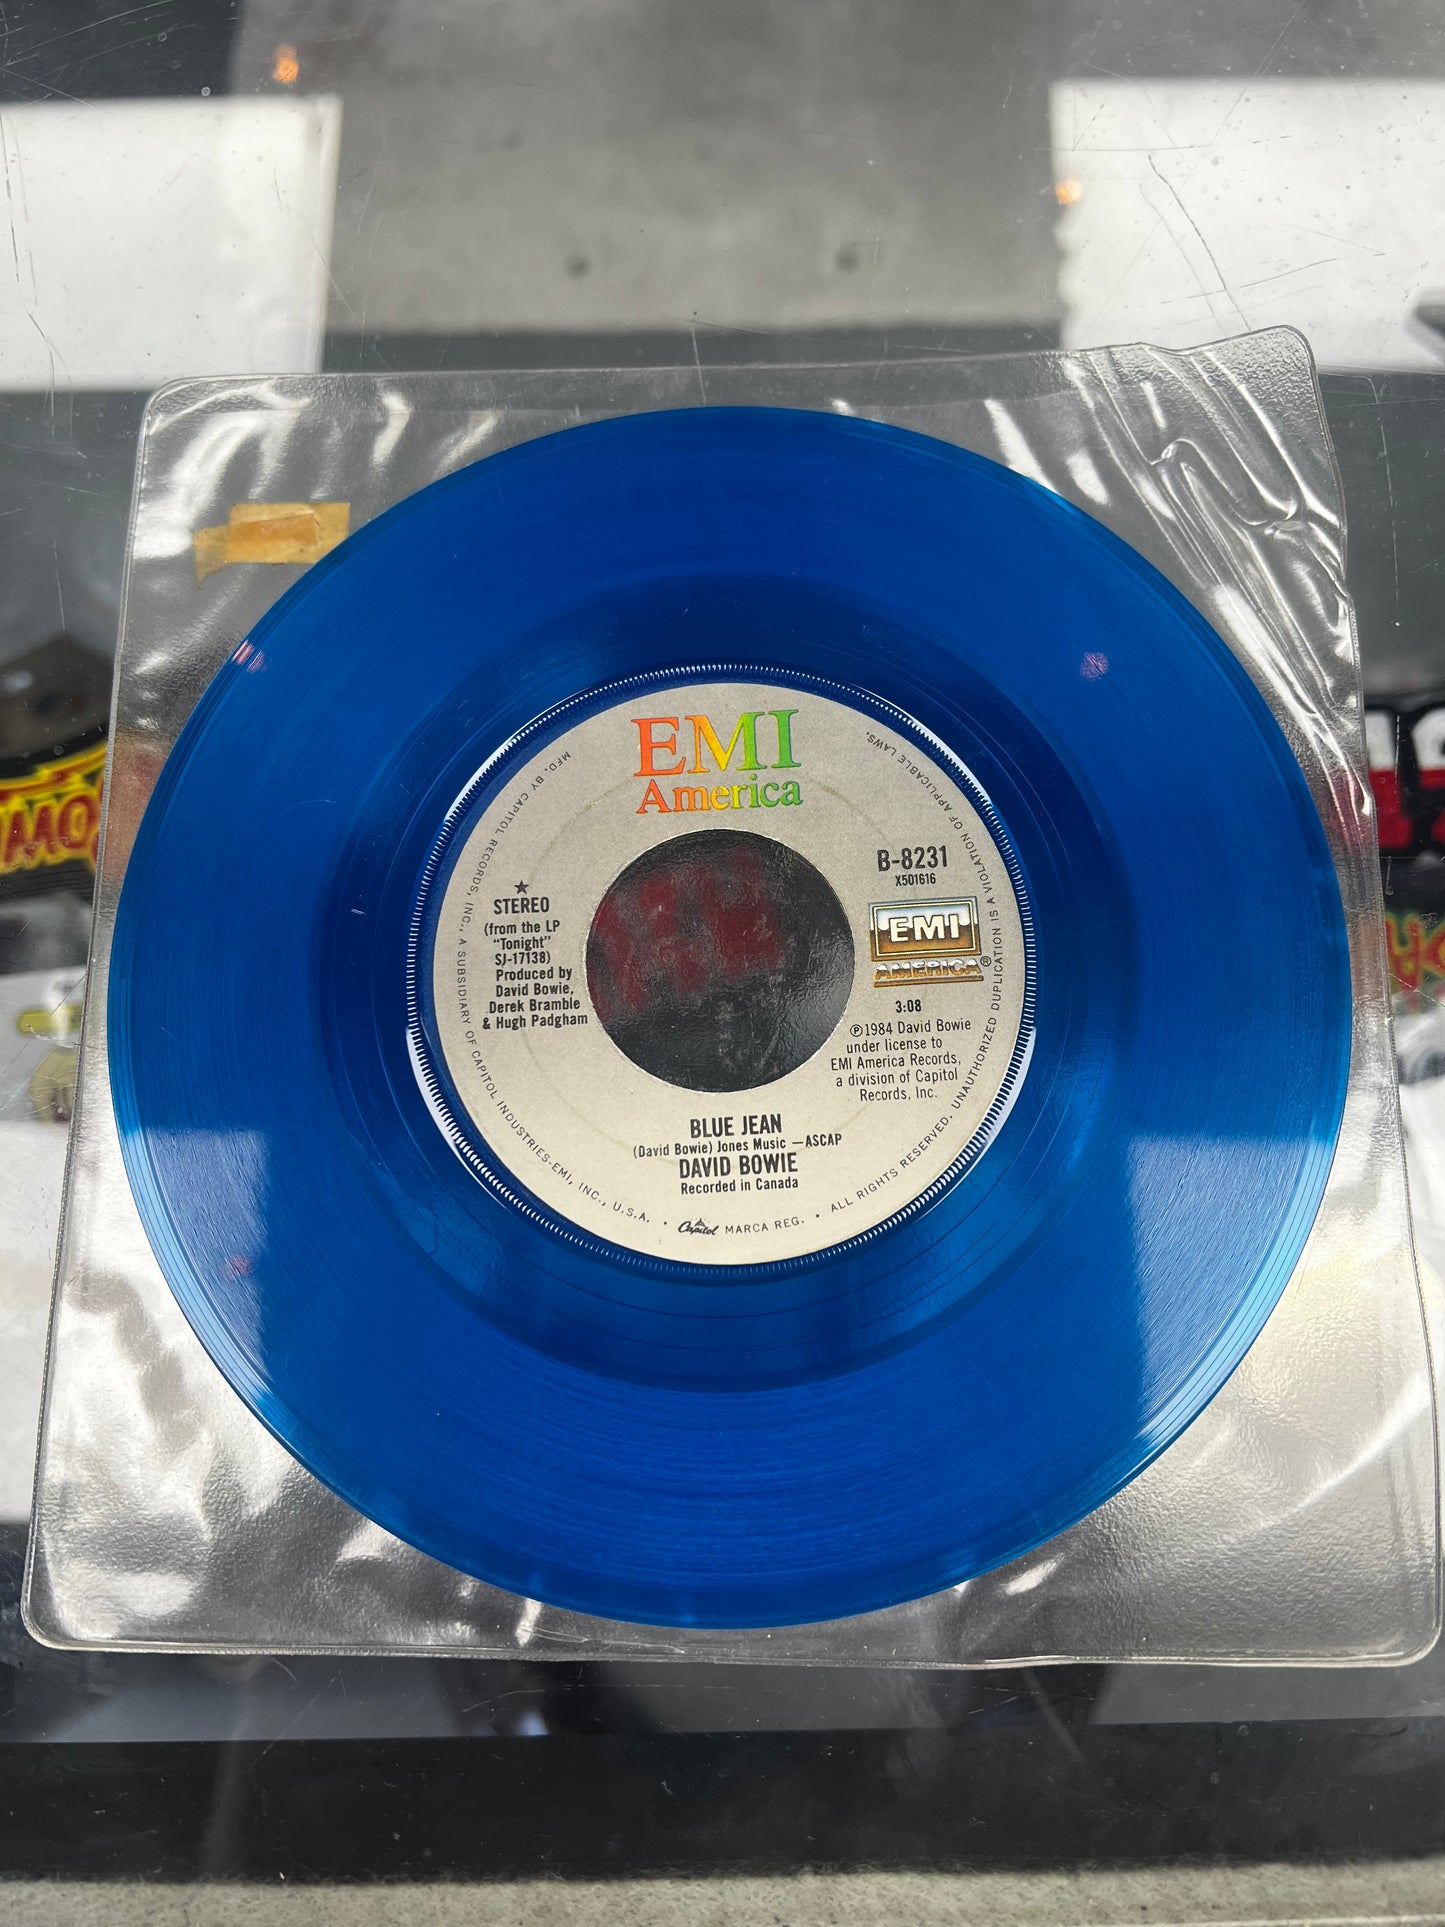 EMI
America
MFD. BY CAPITOL RECORDS, INC., A SUBSIDIARY OF CAPITOL INDUSTRIES-EMI, INC., U.S.A. • Capitol MARCA REG. • ALL RIGHTS RESERVED. UNAUTHORIZED DUPLICATION IS A VIOLATION OF APPLICABLE LAWS.
★
STEREO
(from the LP
"Tonight"
SJ-17138)
Produced by
David Bowie,
Derek Bramble
& Hugh Padgham
B-8231
X501616
EMI
AMERICA®
3:08
℗1984 David Bowie
under license to
EMI America Records,
a division of Capitol
Records, Inc.
BLUE JEAN
(David Bowie) Jones Music —ASCAP
DAVID BOWIE
Recorded in Canada